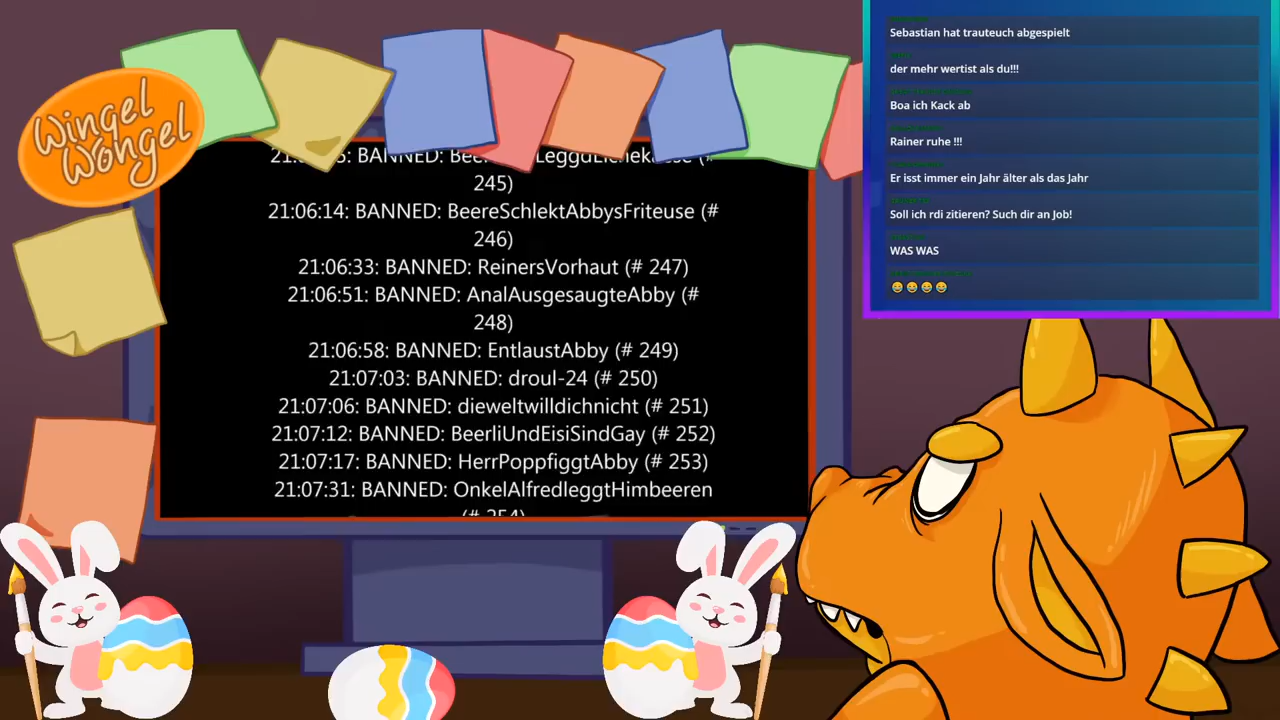 Wingel
Wongel
245)
21:06:14: BANNED: BeereSchlektAbbysFriteuse (#
246)
21:06:33: BANNED: ReinersVorhaut (# 247)
21:06:51: BANNED: AnalAusgesaugteAbby (#
248)
21:06:58: BANNED: EntlaustAbby (# 249)
21:07:03: BANNED: droul-24 (# 250)
21:07:06: BANNED: dieweltwilldichnicht (# 251)
21:07:12: BANNED: BeerliUndEisiSindGay (# 252)
21:07:17: BANNED: HerrPoppfiggtAbby (# 253)
21:07:31: BANNED: OnkelAlfredleggtHimbeeren
(# 254)
Sebastian hat trauteuch abgespielt
der mehr wertist als du!!!
Boa ich Kack ab
Rainer ruhe !!!
Er isst immer ein Jahr älter als das Jahr
Soll ich rdi zitieren? Such dir an Job!
WAS WAS